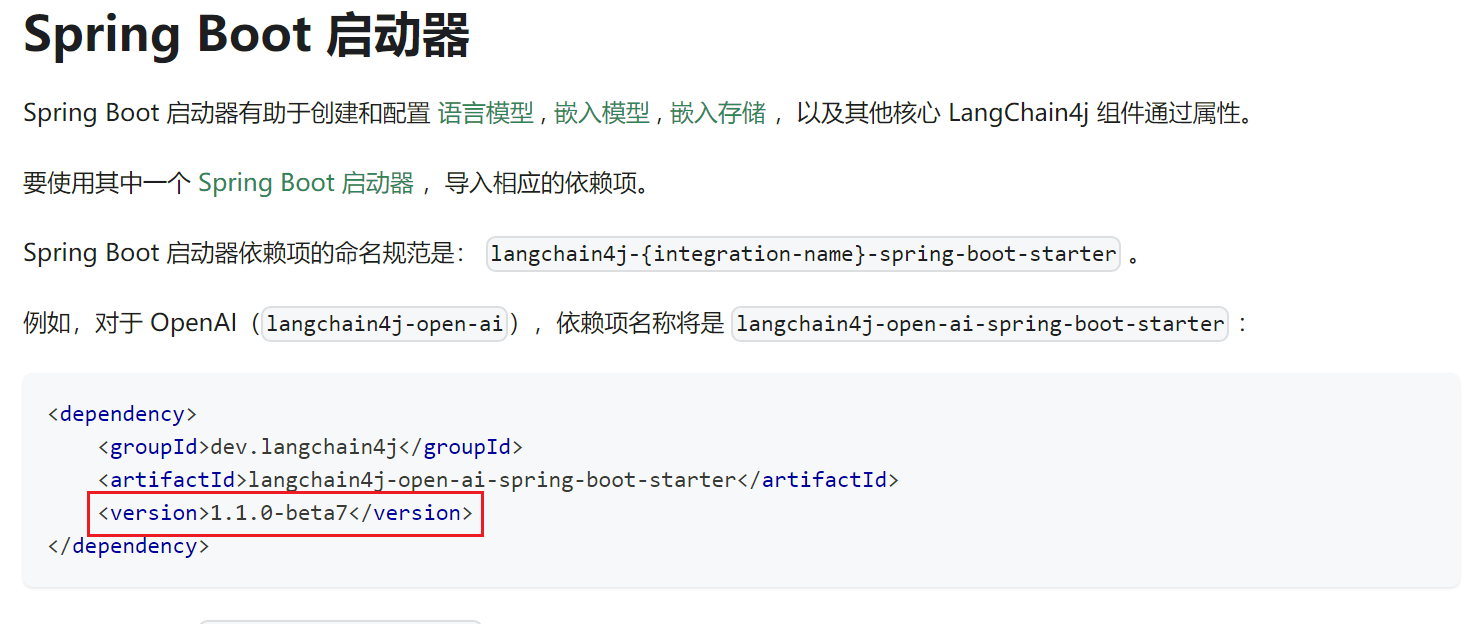 Spring Boot 启动器
Spring Boot 启动器有助于创建和配置 语言模型 , 嵌入模型 , 嵌入存储 ，以及其他核心 LangChain4j 组件通过属性。
要使用其中一个 Spring Boot 启动器 ，导入相应的依赖项。
Spring Boot 启动器依赖项的命名规范是： langchain4j-{integration-name}-spring-boot-starter 。
例如，对于 OpenAI（langchain4j-open-ai），依赖项名称将是 langchain4j-open-ai-spring-boot-starter ：
<dependency>
    <groupId>dev.langchain4j</groupId>
    <artifactId>langchain4j-open-ai-spring-boot-starter</artifactId>
    <version>1.1.0-beta7</version>
</dependency>